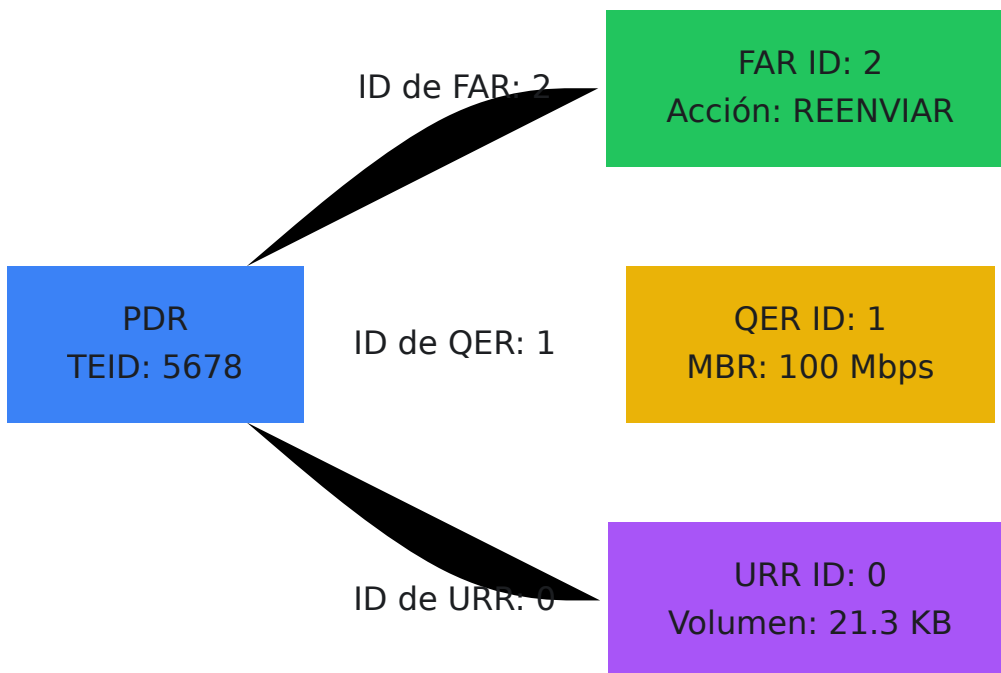 FAR ID: 2
Acción: REENVIAR
ID de FAR: 2
PDR
TEID: 5678
ID de QER: 1
QER ID: 1
MBR: 100 Mbps
ID de URR: 0
URR ID: 0
Volumen: 21.3 KB